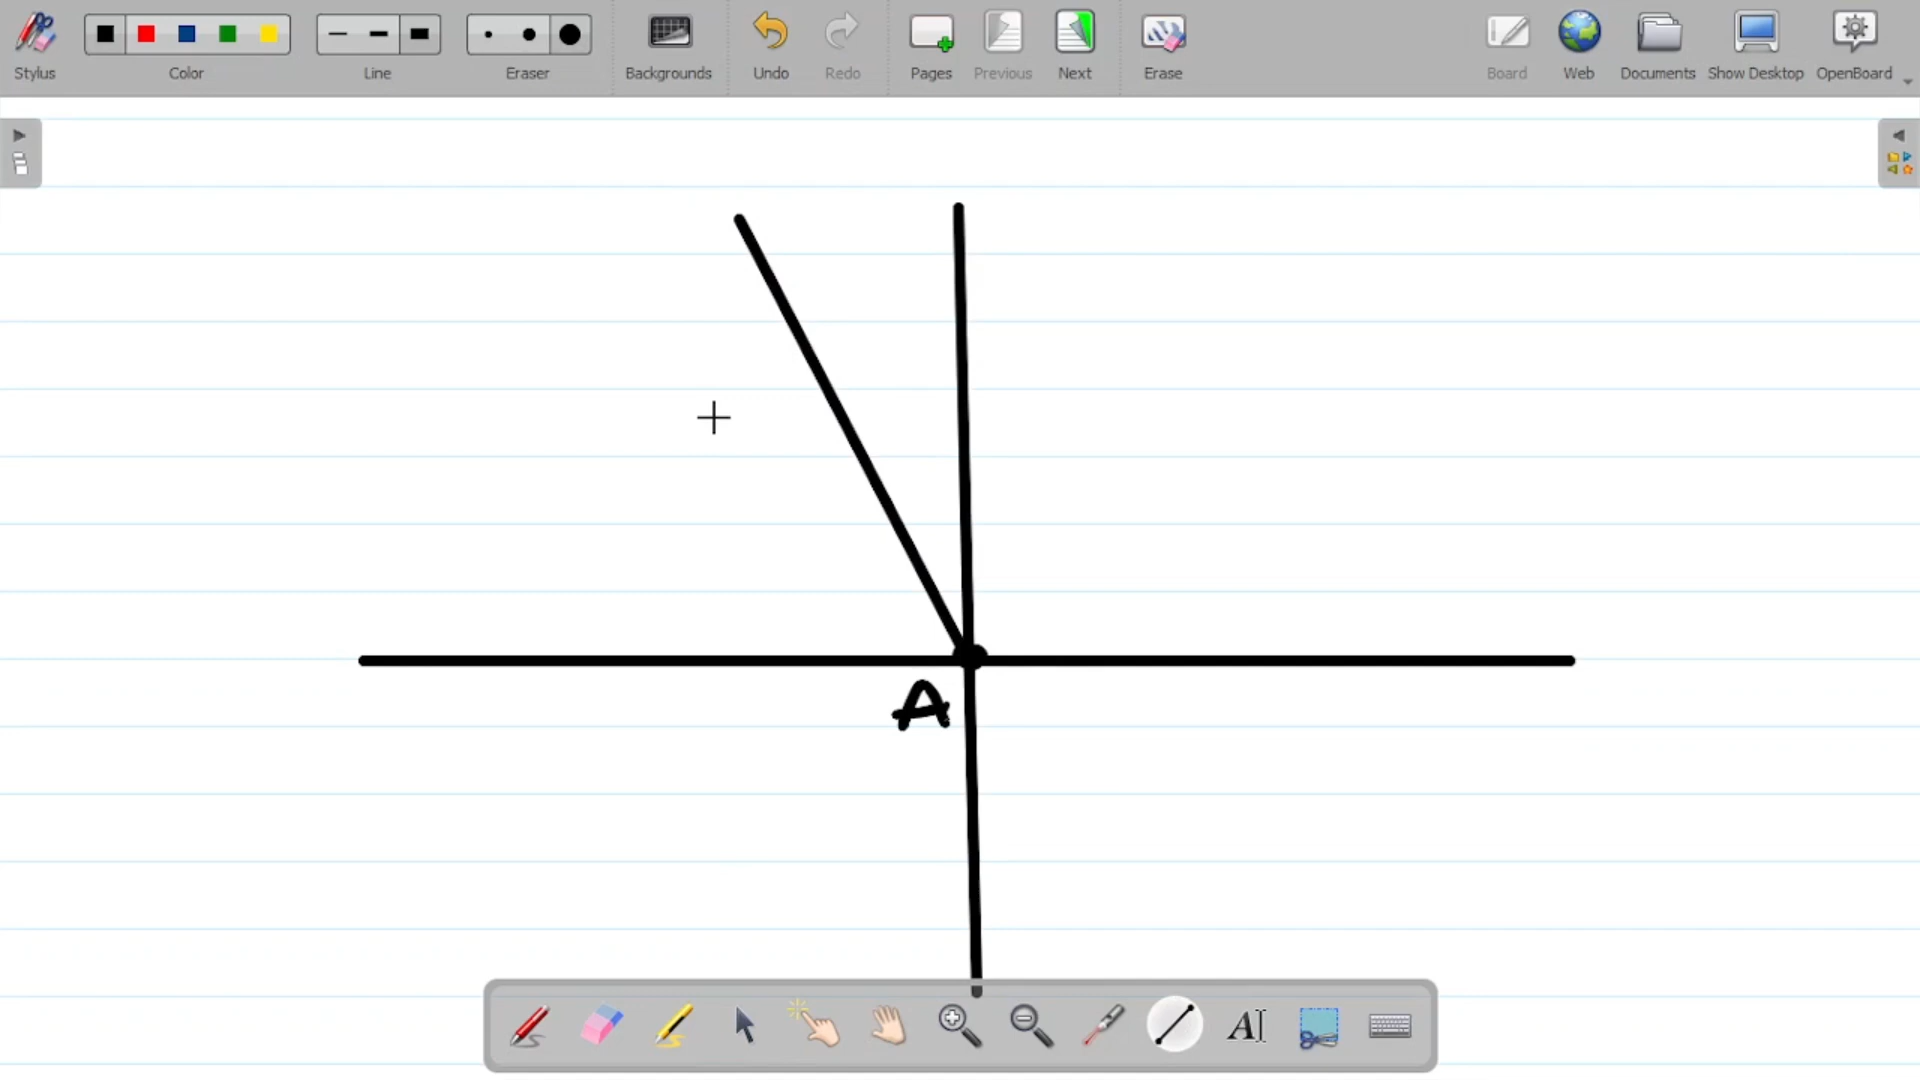 Stylus Color Line Eraser Backgrounds Undo Redo Pages Previous Next Erase Board Web Documents Show Desktop OpenBoard
A
A